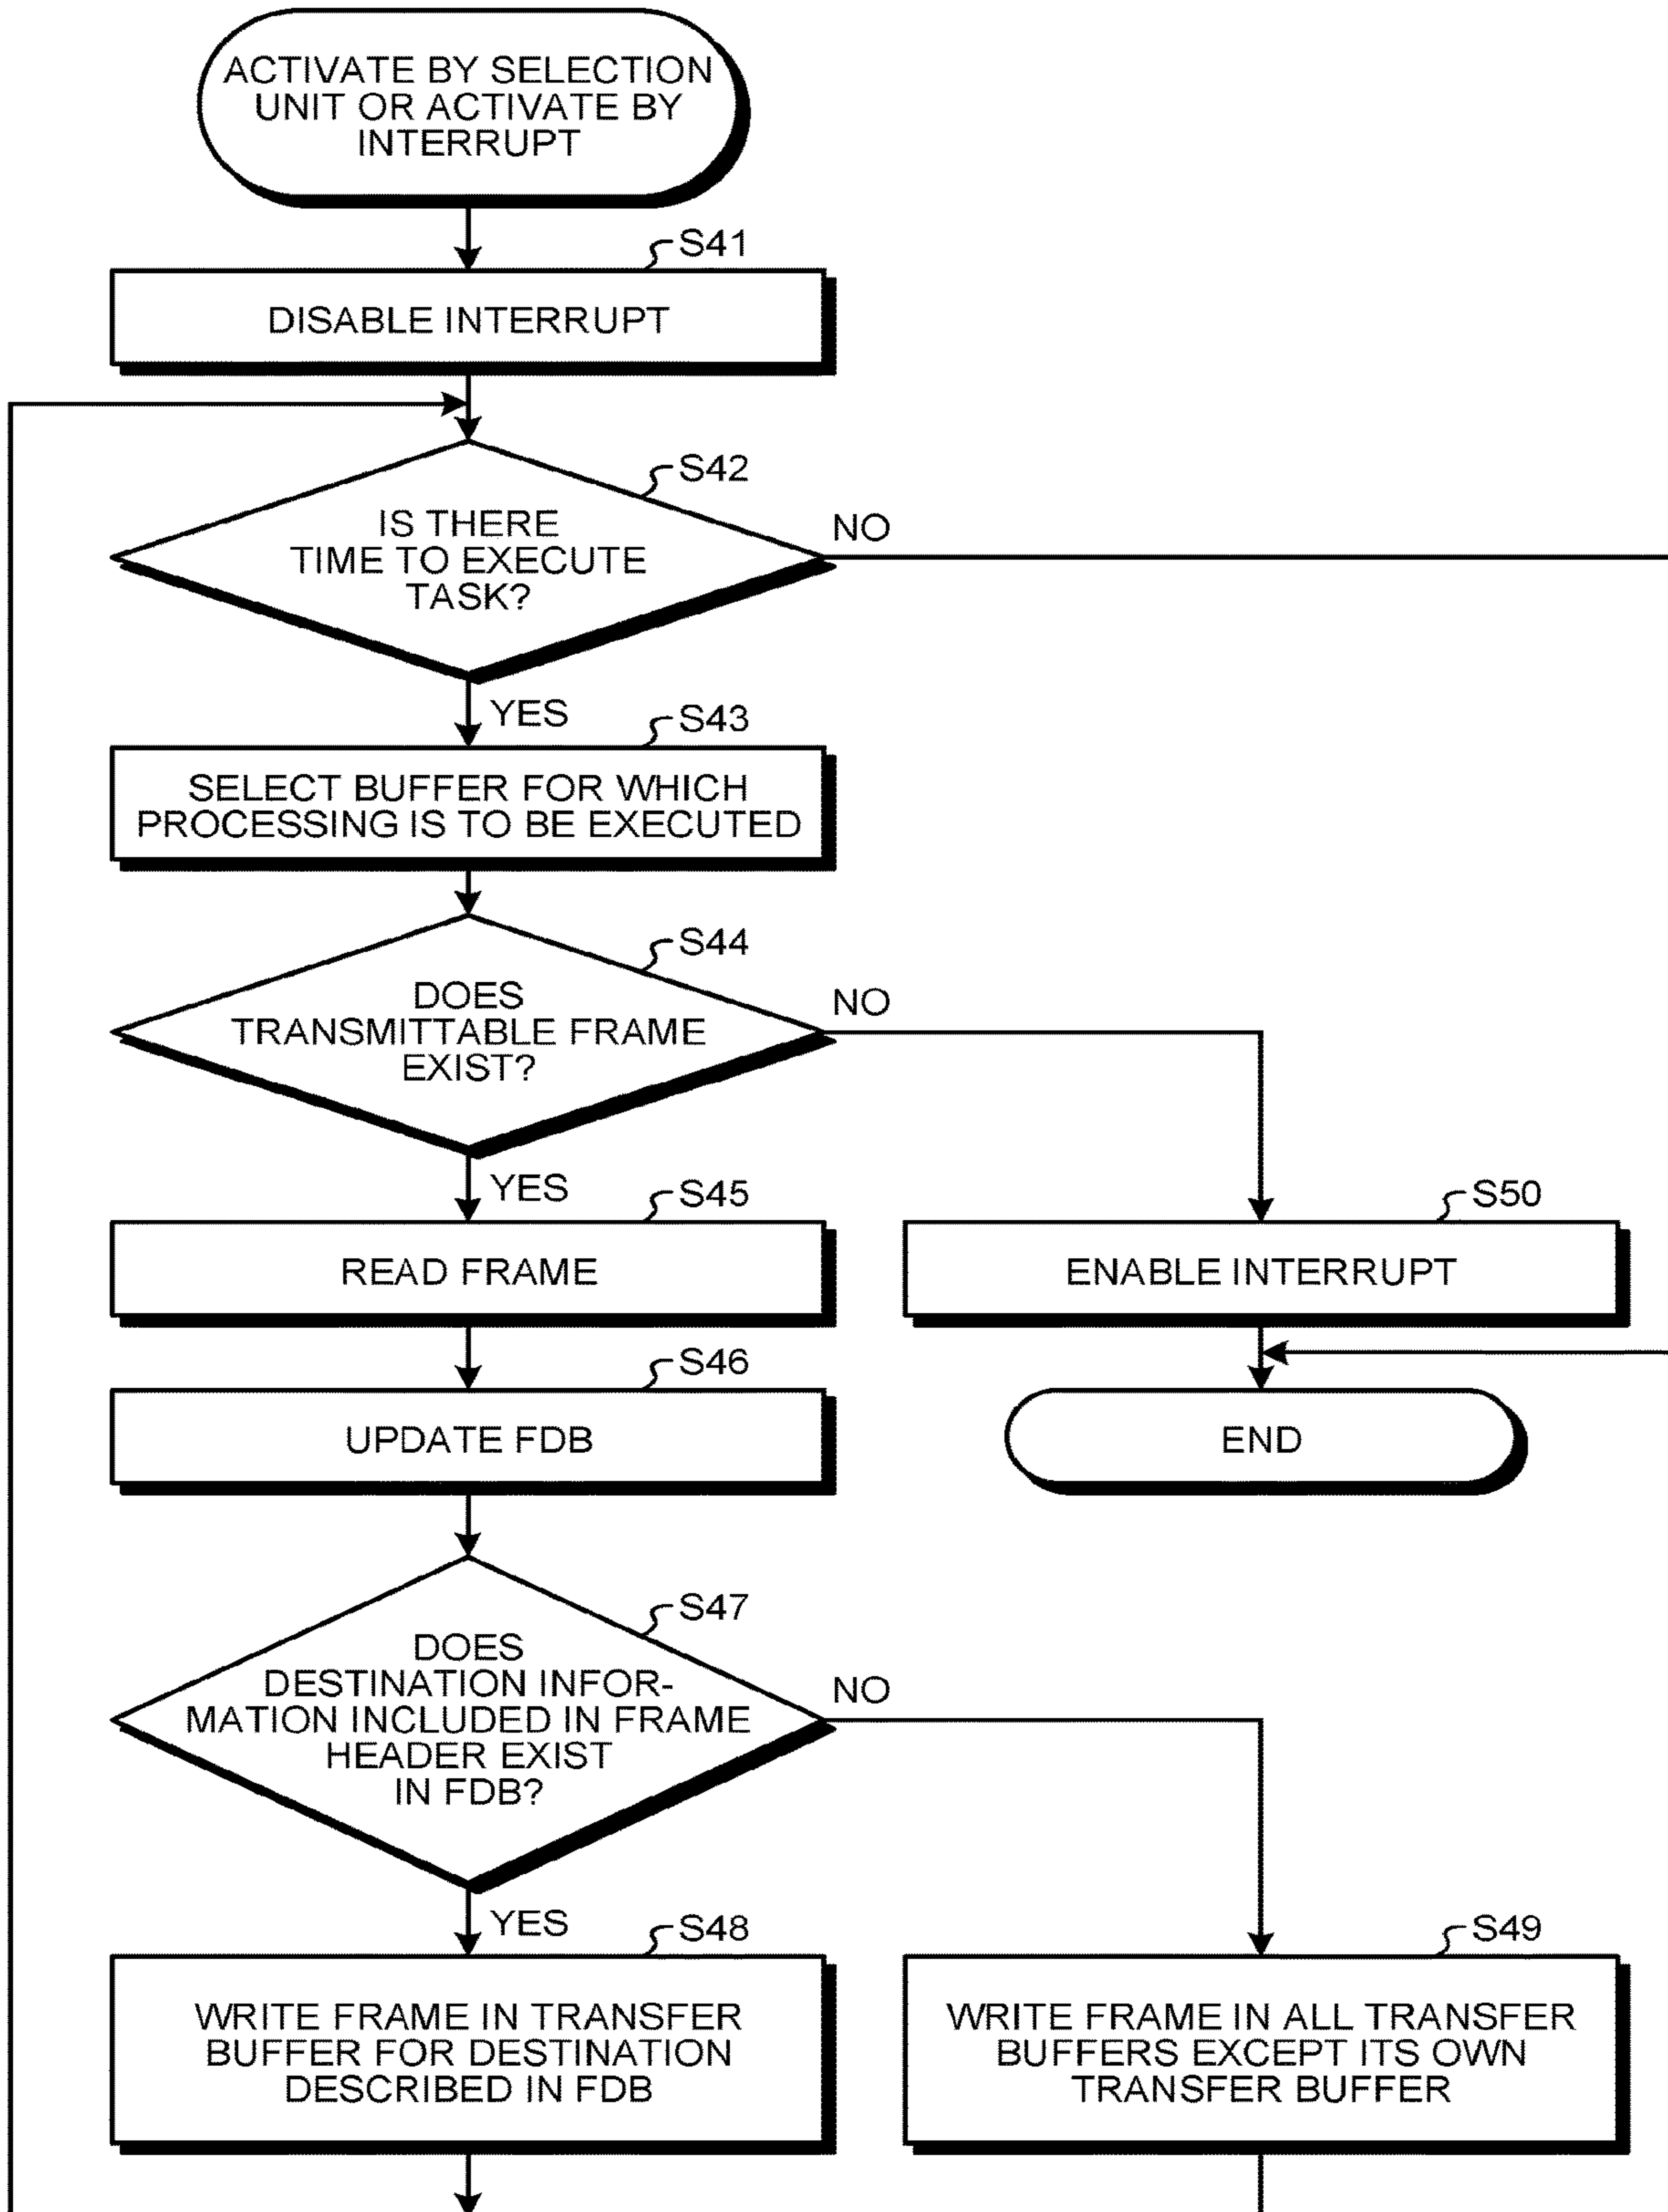 ACTIVATE BY SELECTION
UNIT OR ACTIVATE BY
INTERRUPT
S41
DISABLE INTERRUPT
S42
IS THERE
TIME TO EXECUTE
TASK?
NO
YES
S43
SELECT BUFFER FOR WHICH
PROCESSING IS TO BE EXECUTED
S44
DOES
TRANSMITTABLE FRAME
EXIST?
NO
YES
S45
READ FRAME
S50
ENABLE INTERRUPT
S46
UPDATE FDB
END
S47
DOES
DESTINATION INFOR-
MATION INCLUDED IN FRAME
HEADER EXIST
IN FDB?
NO
YES
S48
WRITE FRAME IN TRANSFER
BUFFER FOR DESTINATION
DESCRIBED IN FDB
S49
WRITE FRAME IN ALL TRANSFER
BUFFERS EXCEPT ITS OWN
TRANSFER BUFFER